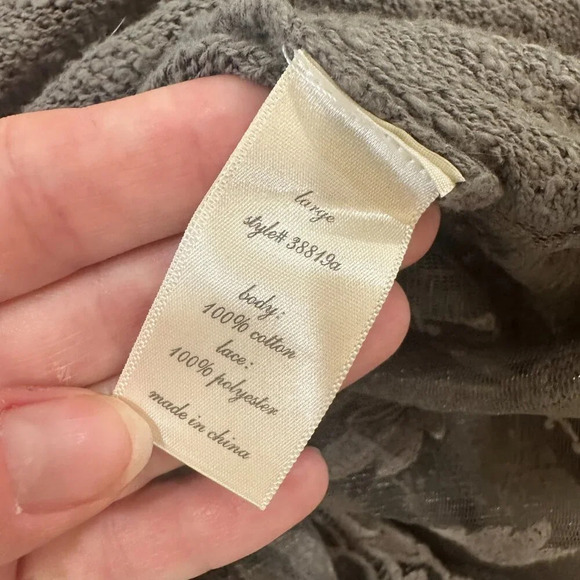 large
style# 38819a
body:
100% cotton
lace:
100% polyester
made in china